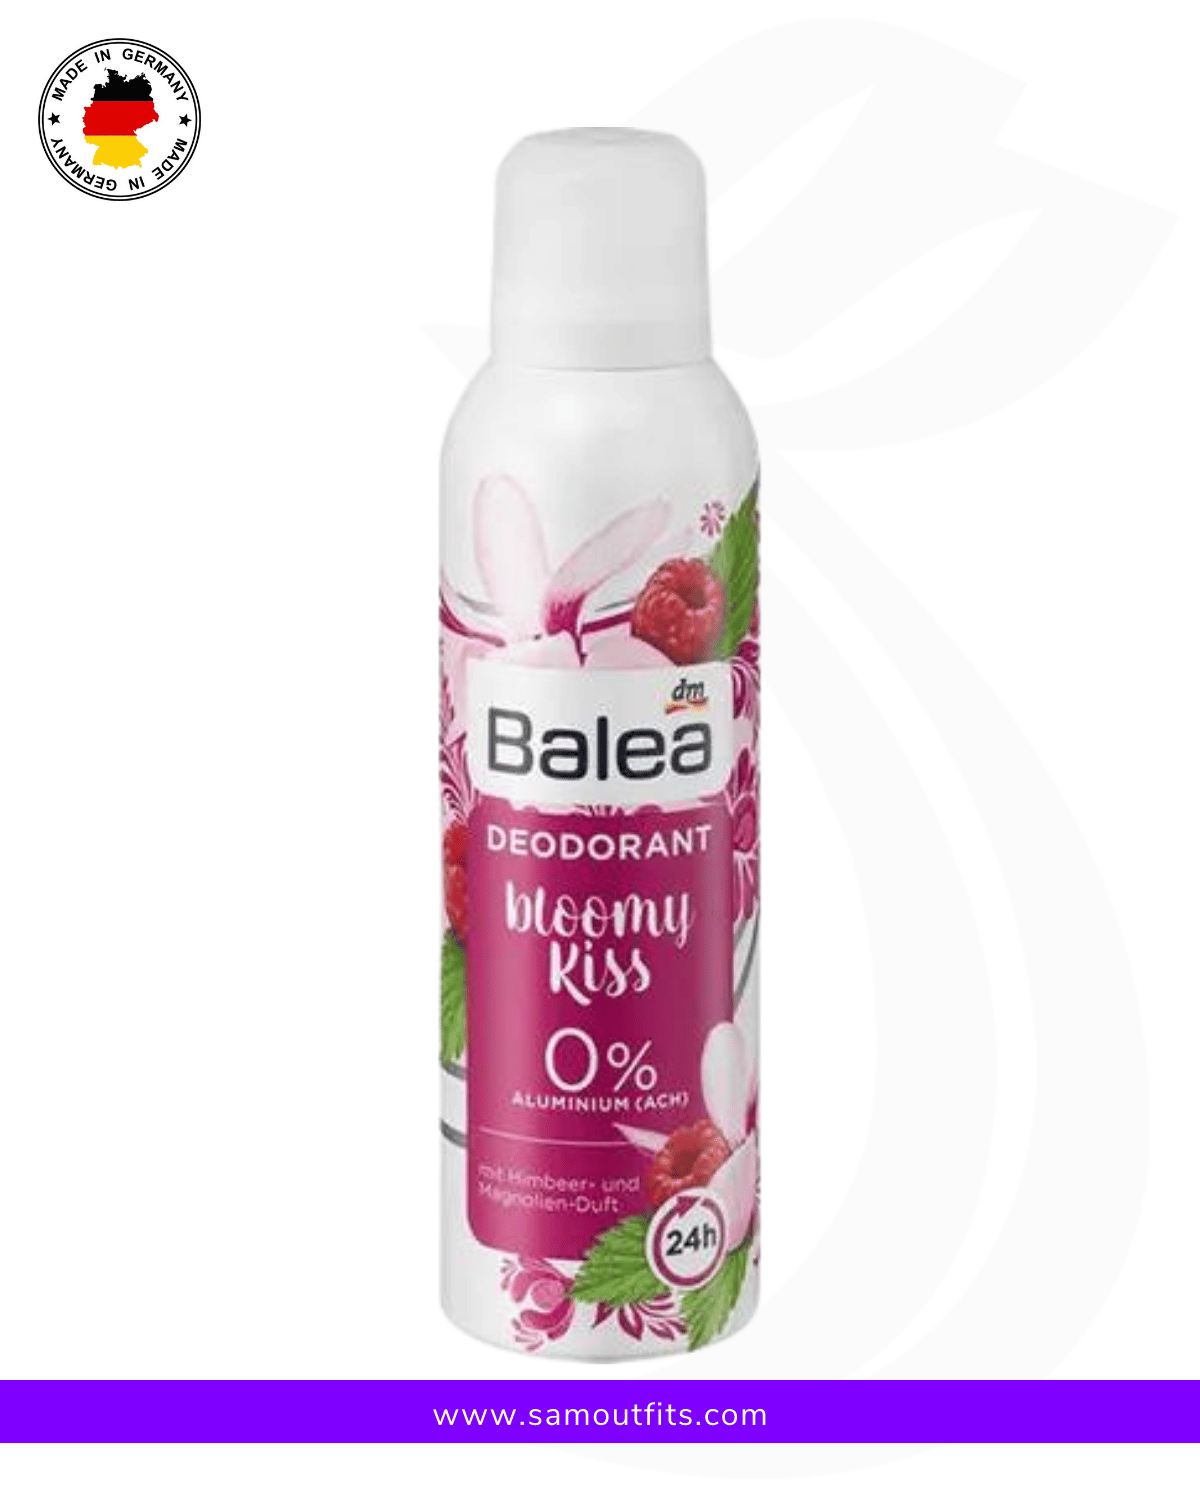 MADE IN GERMANY
MADE IN GERMANY
dm
Balea
DEODORANT
bloomy
Kiss
0%
ALUMINIUM (ACH)
mit Himbeer- und
Magnolien-Duft
24h
www.samoutfits.com